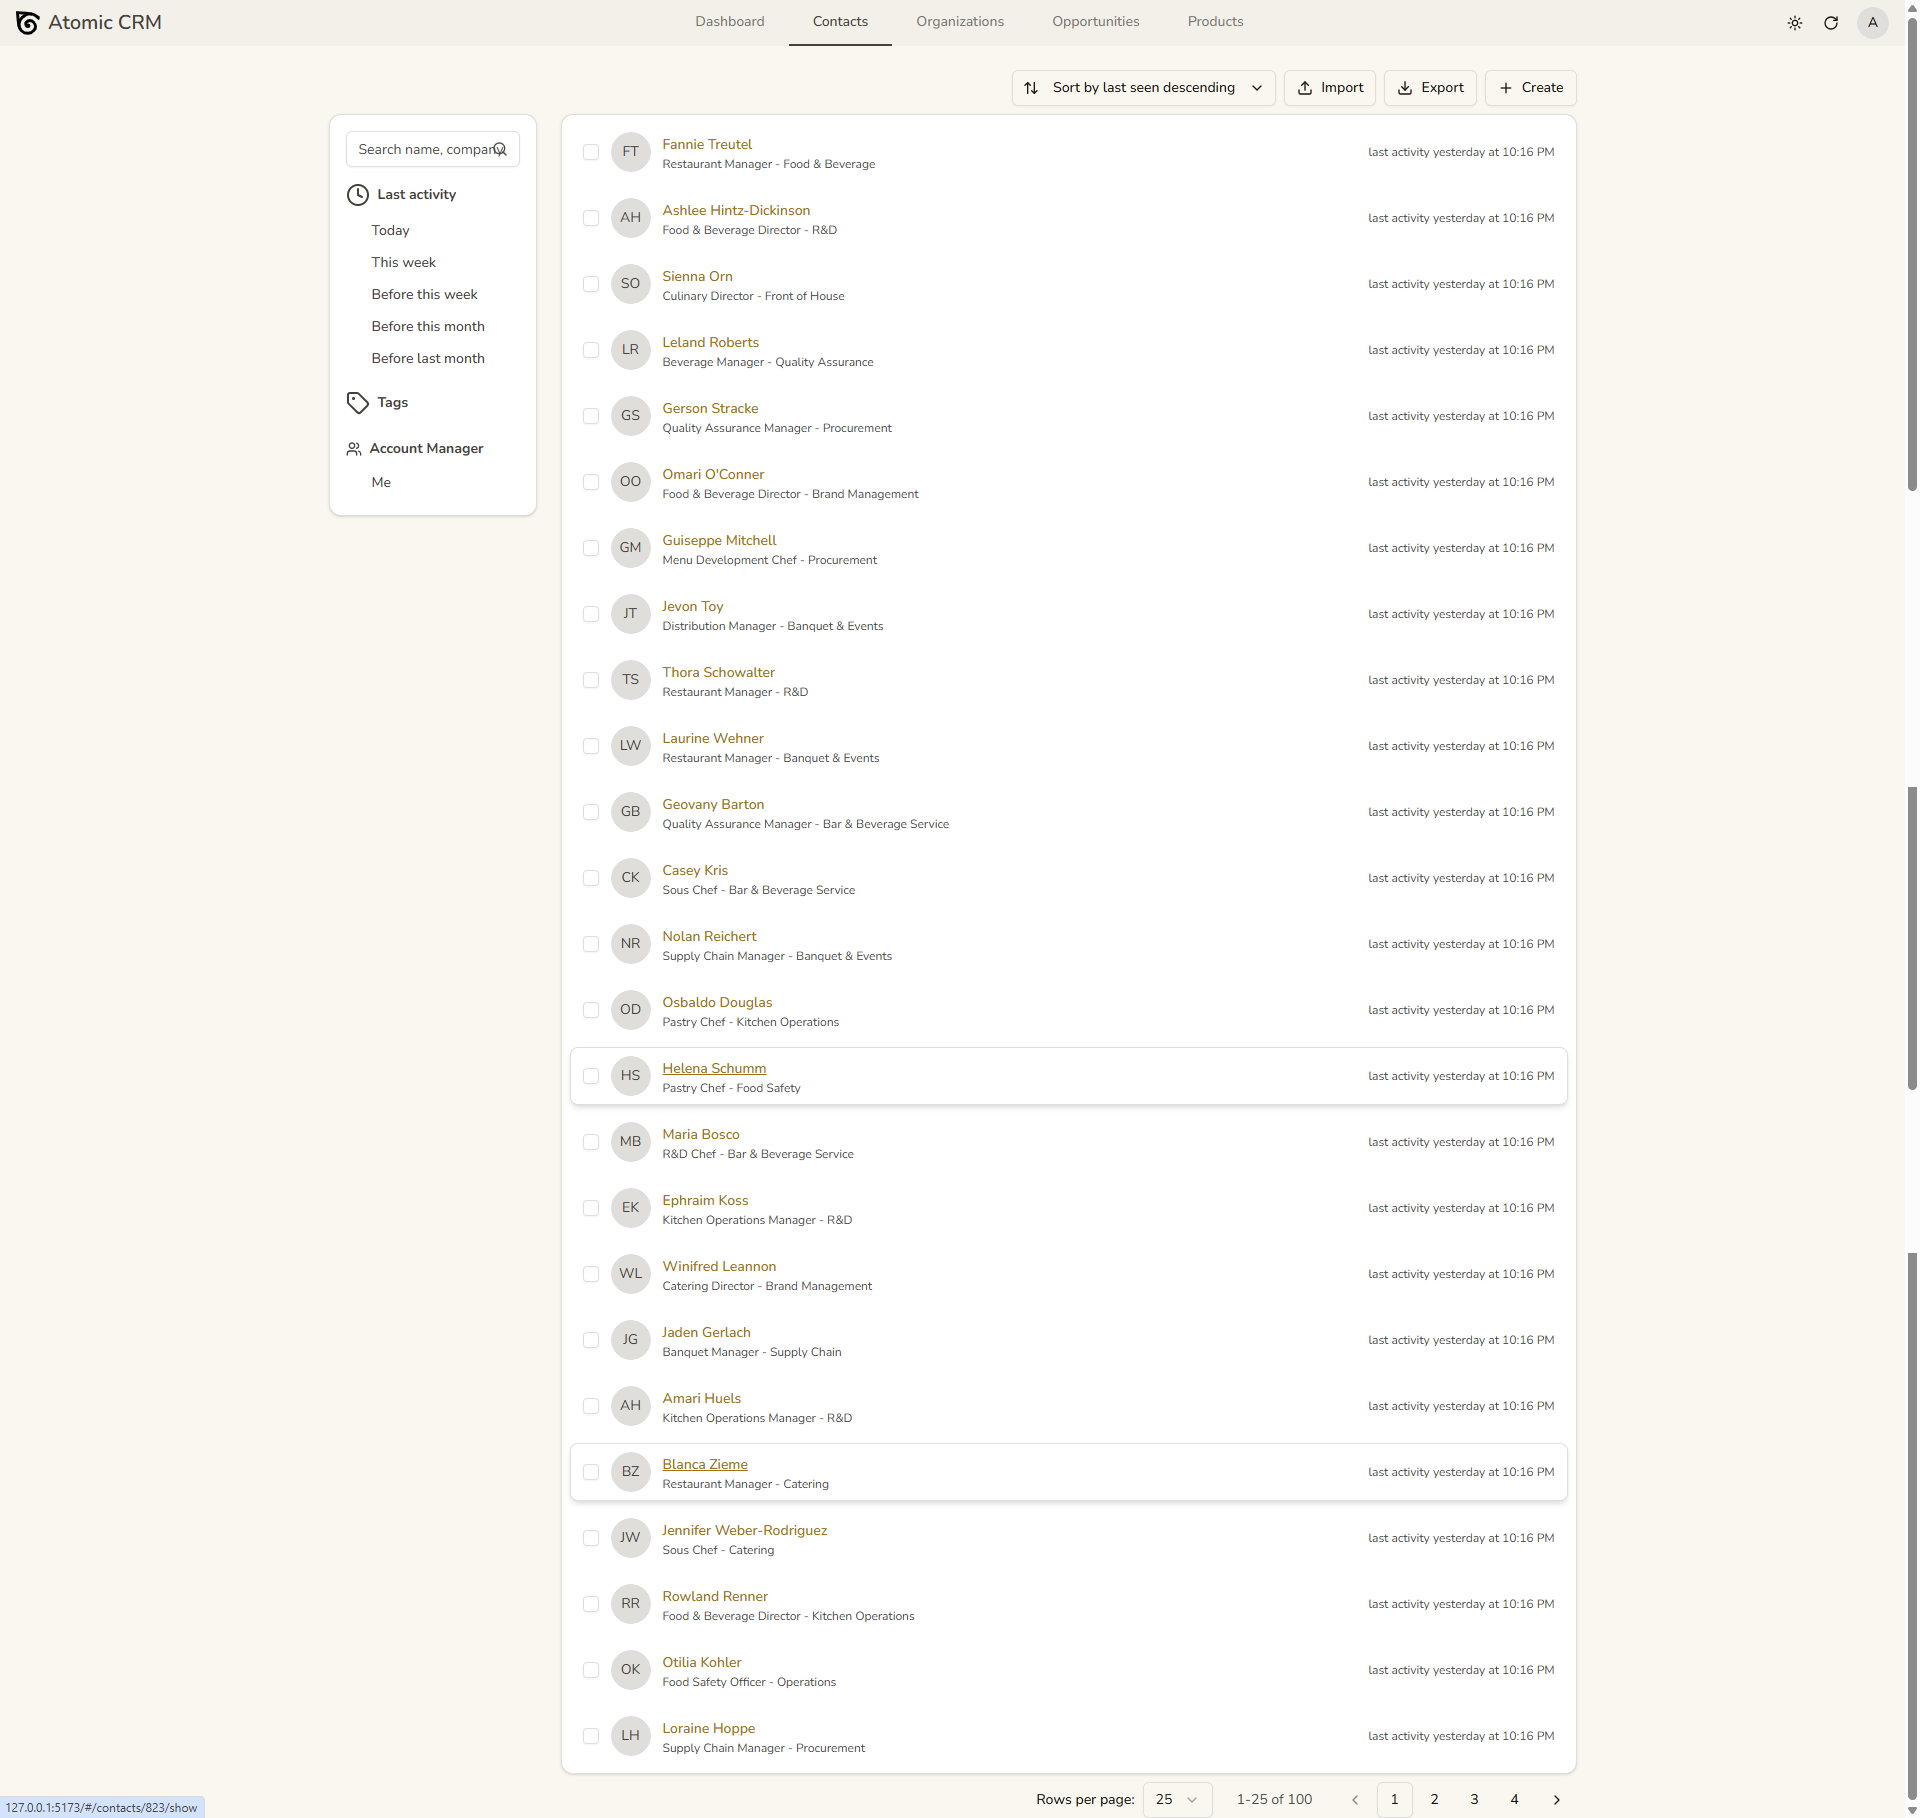 Atomic CRM
Dashboard
Contacts
Organizations
Opportunities
Products
A
Sort by last seen descending
Import
Export
Create
Search name, company
Last activity
Today
This week
Before this week
Before this month
Before last month
Tags
Account Manager
Me
FT
Fannie Treutel
Restaurant Manager - Food & Beverage
last activity yesterday at 10:16 PM
AH
Ashlee Hintz-Dickinson
Food & Beverage Director - R&D
last activity yesterday at 10:16 PM
SO
Sienna Orn
Culinary Director - Front of House
last activity yesterday at 10:16 PM
LR
Leland Roberts
Beverage Manager - Quality Assurance
last activity yesterday at 10:16 PM
GS
Gerson Stracke
Quality Assurance Manager - Procurement
last activity yesterday at 10:16 PM
OO
Omari O'Conner
Food & Beverage Director - Brand Management
last activity yesterday at 10:16 PM
GM
Guiseppe Mitchell
Menu Development Chef - Procurement
last activity yesterday at 10:16 PM
JT
Jevon Toy
Distribution Manager - Banquet & Events
last activity yesterday at 10:16 PM
TS
Thora Schowalter
Restaurant Manager - R&D
last activity yesterday at 10:16 PM
LW
Laurine Wehner
Restaurant Manager - Banquet & Events
last activity yesterday at 10:16 PM
GB
Geovany Barton
Quality Assurance Manager - Bar & Beverage Service
last activity yesterday at 10:16 PM
CK
Casey Kris
Sous Chef - Bar & Beverage Service
last activity yesterday at 10:16 PM
NR
Nolan Reichert
Supply Chain Manager - Banquet & Events
last activity yesterday at 10:16 PM
OD
Osbaldo Douglas
Pastry Chef - Kitchen Operations
last activity yesterday at 10:16 PM
HS
Helena Schumm
Pastry Chef - Food Safety
last activity yesterday at 10:16 PM
MB
Maria Bosco
R&D Chef - Bar & Beverage Service
last activity yesterday at 10:16 PM
EK
Ephraim Koss
Kitchen Operations Manager - R&D
last activity yesterday at 10:16 PM
WL
Winifred Leannon
Catering Director - Brand Management
last activity yesterday at 10:16 PM
JG
Jaden Gerlach
Banquet Manager - Supply Chain
last activity yesterday at 10:16 PM
AH
Amari Huels
Kitchen Operations Manager - R&D
last activity yesterday at 10:16 PM
BZ
Blanca Zieme
Restaurant Manager - Catering
last activity yesterday at 10:16 PM
JW
Jennifer Weber-Rodriguez
Sous Chef - Catering
last activity yesterday at 10:16 PM
RR
Rowland Renner
Food & Beverage Director - Kitchen Operations
last activity yesterday at 10:16 PM
OK
Otilia Kohler
Food Safety Officer - Operations
last activity yesterday at 10:16 PM
LH
Loraine Hoppe
Supply Chain Manager - Procurement
last activity yesterday at 10:16 PM
Rows per page: 25 1-25 of 100 1 2 3 4
127.0.0.1:5173/#/contacts/823/show